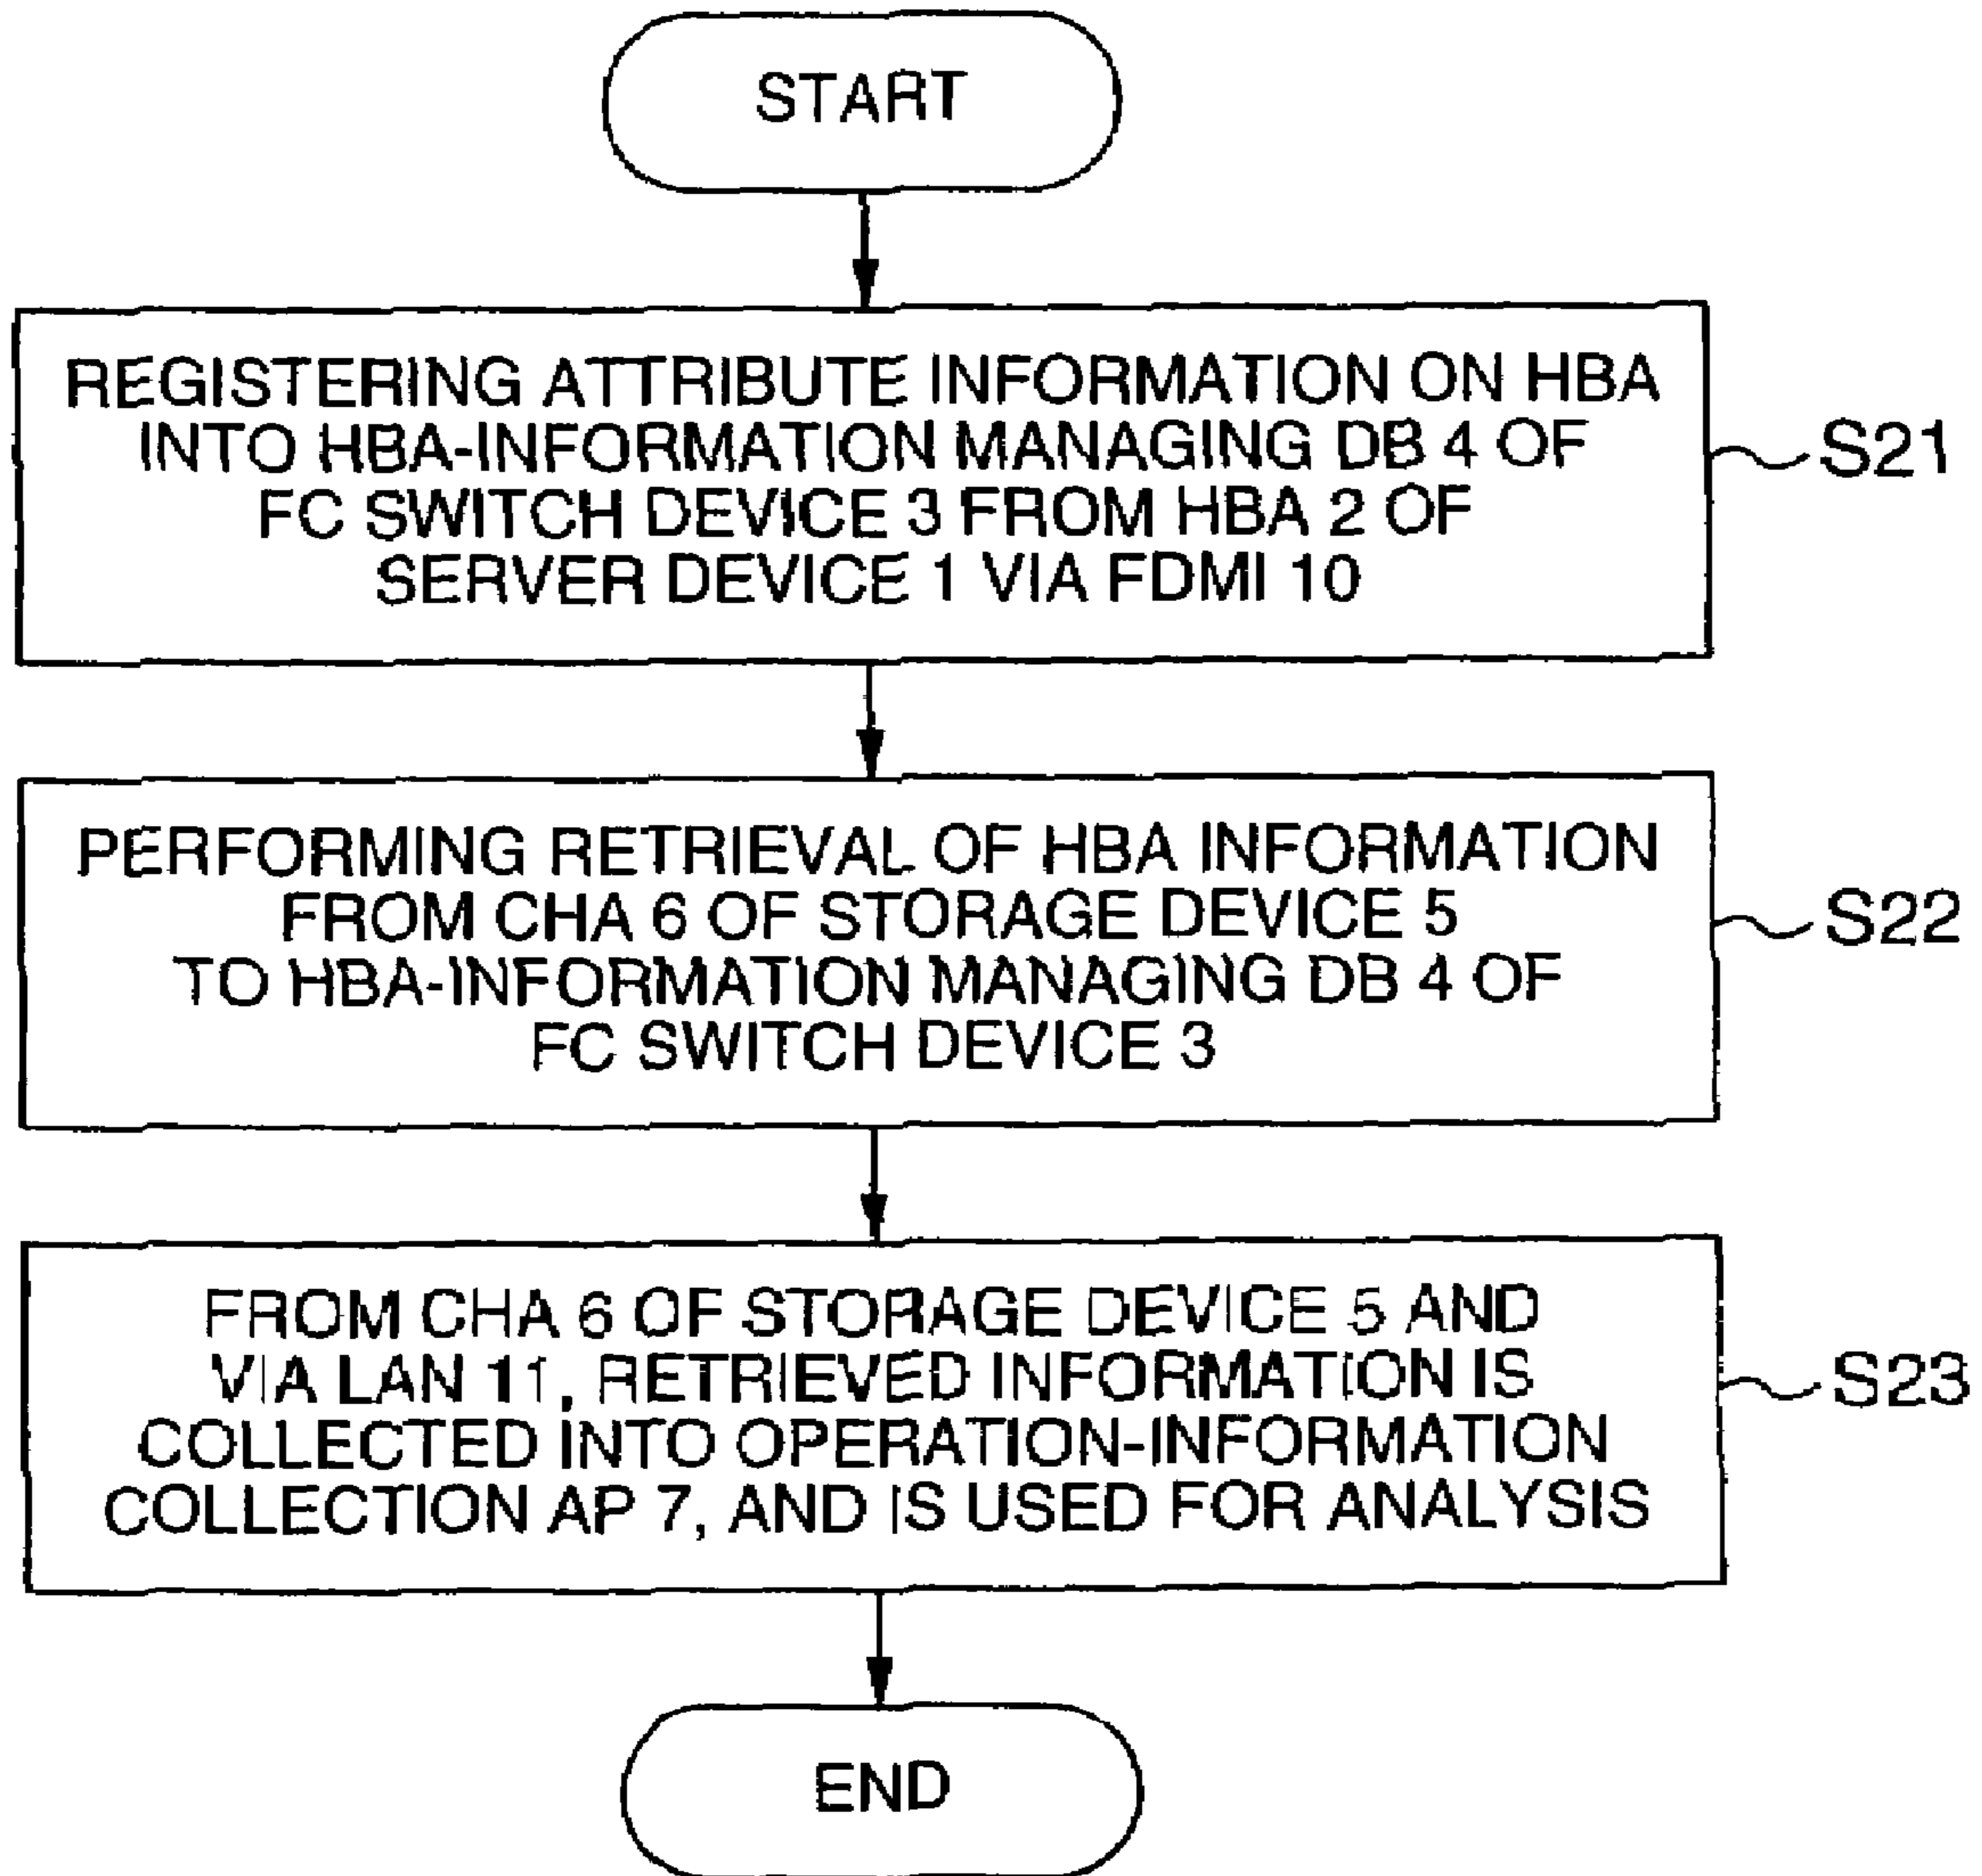 START
REGISTERING ATTRIBUTE INFORMATION ON HBA
INTO HBA-INFORMATION MANAGING DB 4 OF
FC SWITCH DEVICE 3 FROM HBA 2 OF
SERVER DEVICE 1 VIA FDMI 10
S21
PERFORMING RETRIEVAL OF HBA INFORMATION
FROM CHA 6 OF STORAGE DEVICE 5
TO HBA-INFORMATION MANAGING DB 4 OF
FC SWITCH DEVICE 3
S22
FROM CHA 6 OF STORAGE DEVICE 5 AND
VIA LAN 11, RETRIEVED INFORMATION IS
COLLECTED INTO OPERATION-INFORMATION
COLLECTION AP 7, AND IS USED FOR ANALYSIS
S23
END